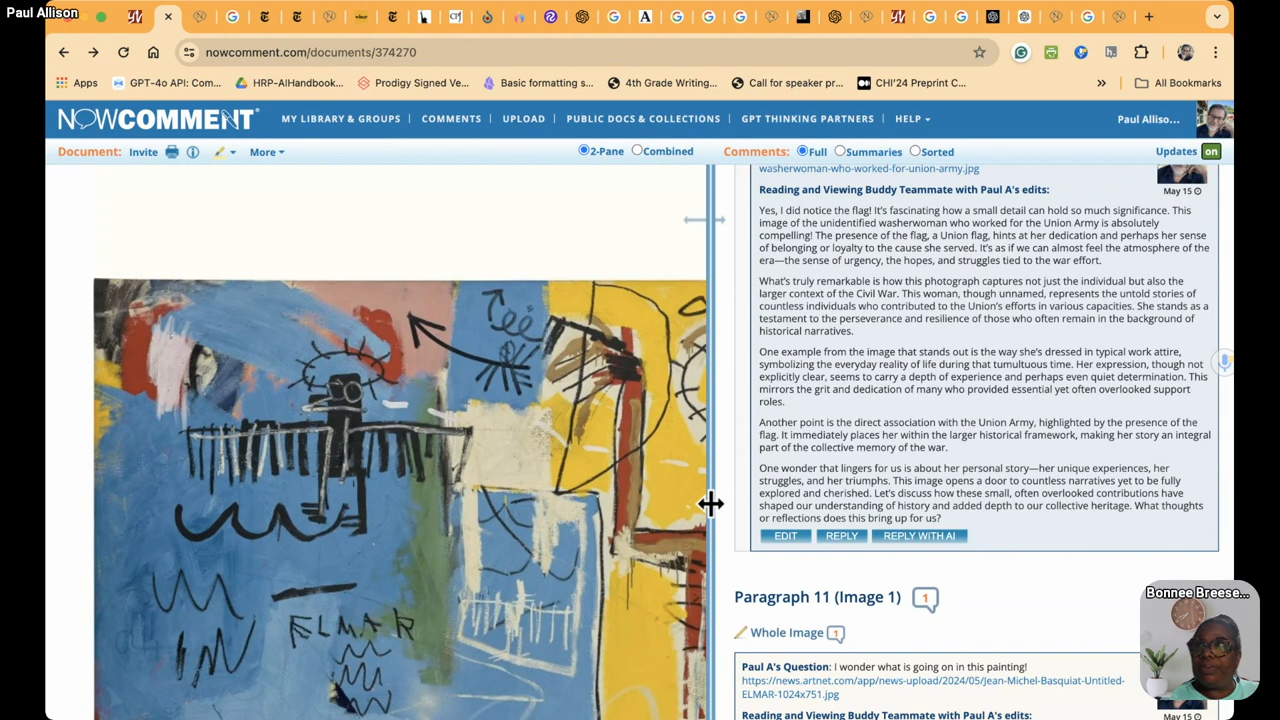 Paul Allison
nowcomment.com/documents/374270
Apps
GPT-4o API: Com...
HRP-AIHandbook...
Prodigy Signed Ve...
Basic formatting s...
4th Grade Writing...
Call for speaker pr...
CHI'24 Preprint C...
»
All Bookmarks
NOWCOMMENT®
MY LIBRARY & GROUPS | COMMENTS | UPLOAD | PUBLIC DOCS & COLLECTIONS | GPT THINKING PARTNERS | HELP
Paul Alliso...
Document: Invite
More
2-Pane
Combined
Comments: Full Summaries Sorted
Updates on
washerwoman-who-worked-for-union-army.jpg
May 15
Reading and Viewing Buddy Teammate with Paul A's edits:
Yes, I did notice the flag! It's fascinating how a small detail can hold so much significance. This
image of the unidentified washerwoman who worked for the Union Army is absolutely
compelling! The presence of the flag, a Union flag, hints at her dedication and perhaps her sense
of belonging or loyalty to the cause she served. It's as if we can almost feel the atmosphere of the
era—the sense of urgency, the hopes, and struggles tied to the war effort.
What's truly remarkable is how this photograph captures not just the individual but also the
larger context of the Civil War. This woman, though unnamed, represents the untold stories of
countless individuals who contributed to the Union's efforts in various capacities. She stands as a
testament to the perseverance and resilience of those who often remain in the background of
historical narratives.
One example from the image that stands out is the way she's dressed in typical work attire,
symbolizing the everyday reality of life during that tumultuous time. Her expression, though not
explicitly clear, seems to carry a depth of experience and perhaps even quiet determination. This
mirrors the grit and dedication of many who provided essential yet often overlooked support
roles.
Another point is the direct association with the Union Army, highlighted by the presence of the
flag. It immediately places her within the larger historical framework, making her story an integral
part of the collective memory of the war.
One wonder that lingers for us is about her personal story—her unique experiences, her
struggles, and her triumphs. This image opens a door to countless narratives yet to be fully
explored and cherished. Let's discuss how these small, often overlooked contributions have
shaped our understanding of history and added depth to our collective heritage. What thoughts
or reflections does this bring up for us?
EDIT REPLY REPLY WITH AI
Paragraph 11 (Image 1) 1
Whole Image 1
Paul A's Question: I wonder what is going on in this painting!
https://news.artnet.com/app/news-upload/2024/05/Jean-Michel-Basquiat-Untitled-
ELMAR-1024x751.jpg
May 15
Reading and Viewing Buddy Teammate with Paul A's edits:
ELMAR
Bonnee Breese...